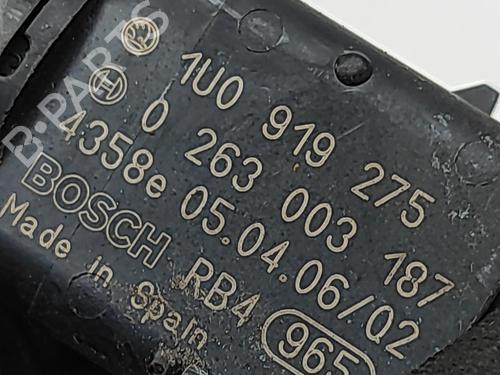 1U0 919 275
0 263 003 187
4358e 05.04.06/02
BOSCH RB4 965
Made in Spain
B-PARTS